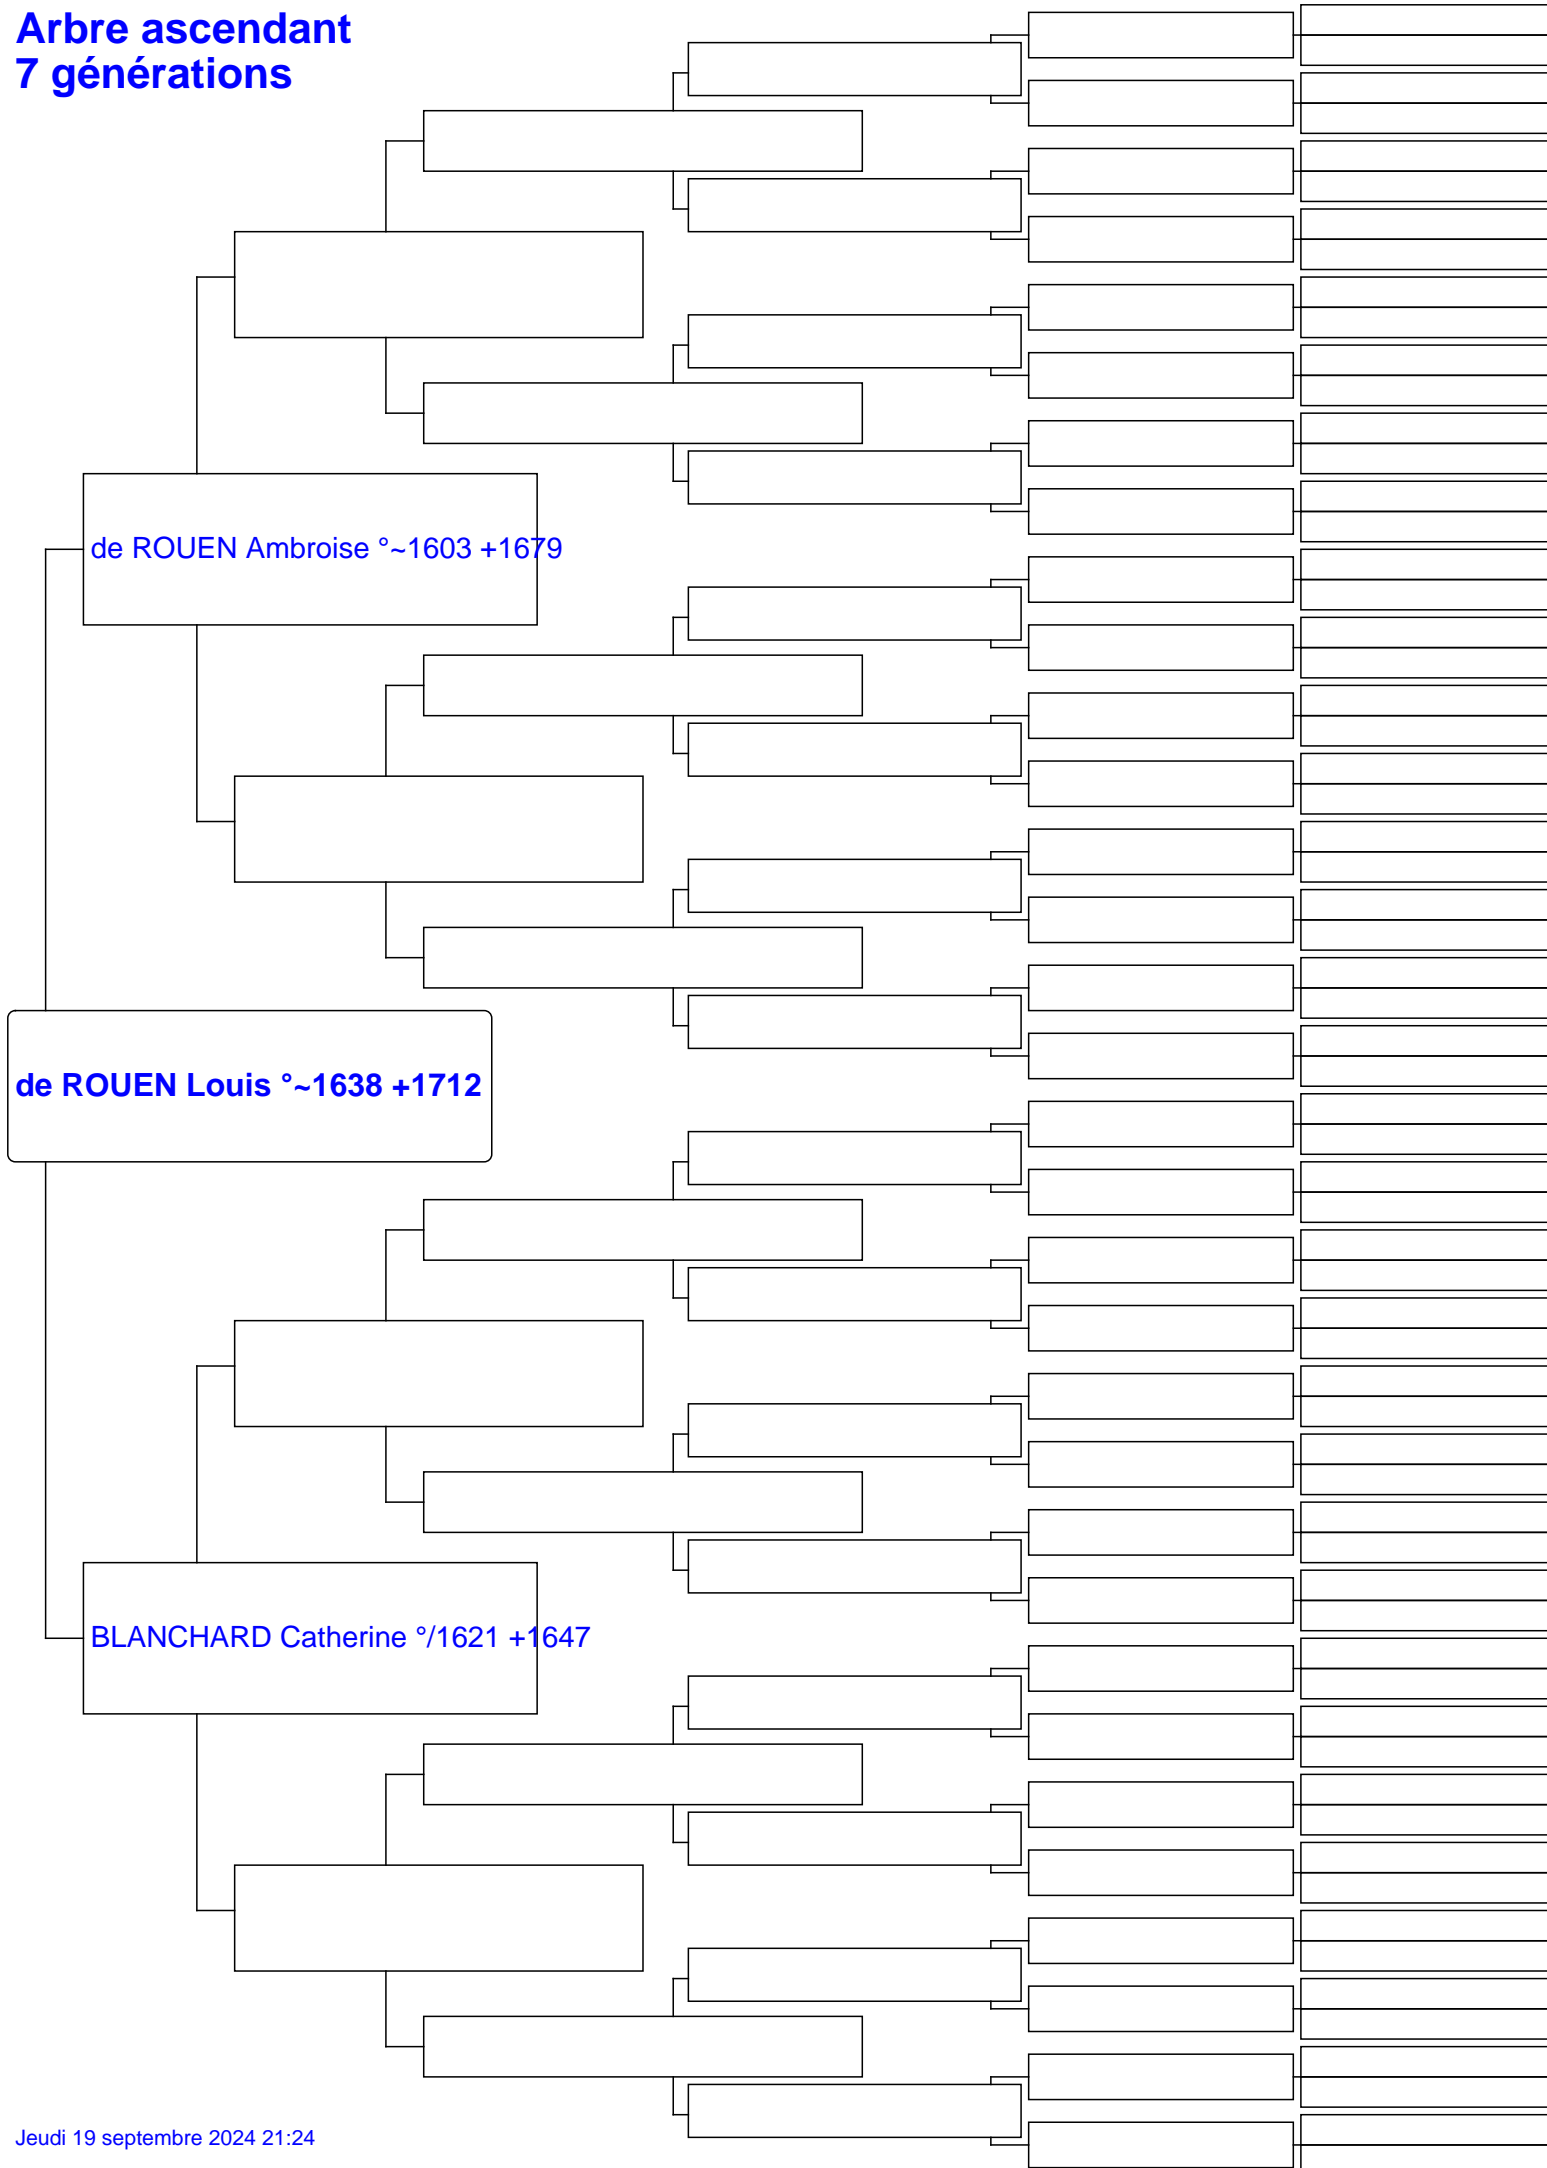 Arbre ascendant
7 générations
de ROUEN Ambroise °~1603 +1679
de ROUEN Louis °~1638 +1712
BLANCHARD Catherine °/1621 +1647
Jeudi 19 septembre 2024 21:24